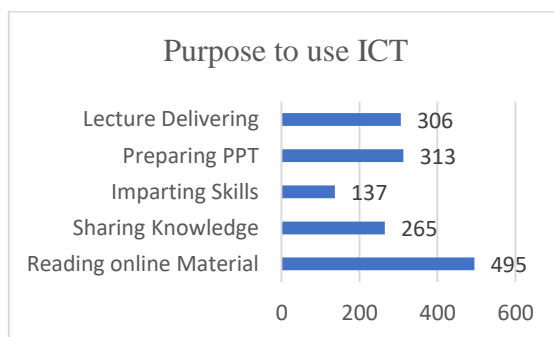 Purpose to use ICT
Lecture Delivering 306
Preparing PPT 313
Imparting Skills 137
Sharing Knowledge 265
Reading online Material 495
0 200 400 600